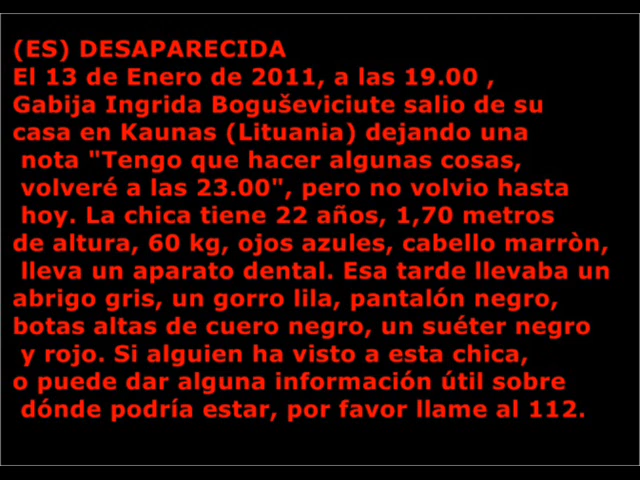 (ES) DESAPARECIDA
El 13 de Enero de 2011, a las 19.00 ,
Gabija Ingrida Boguševiciute salio de su
casa en Kaunas (Lituania) dejando una
nota "Tengo que hacer algunas cosas,
volveré a las 23.00", pero no volvio hasta
hoy. La chica tiene 22 años, 1,70 metros
de altura, 60 kg, ojos azules, cabello marròn,
lleva un aparato dental. Esa tarde llevaba un
abrigo gris, un gorro lila, pantalón negro,
botas altas de cuero negro, un suéter negro
y rojo. Si alguien ha visto a esta chica,
o puede dar alguna información útil sobre
dónde podría estar, por favor llame al 112.